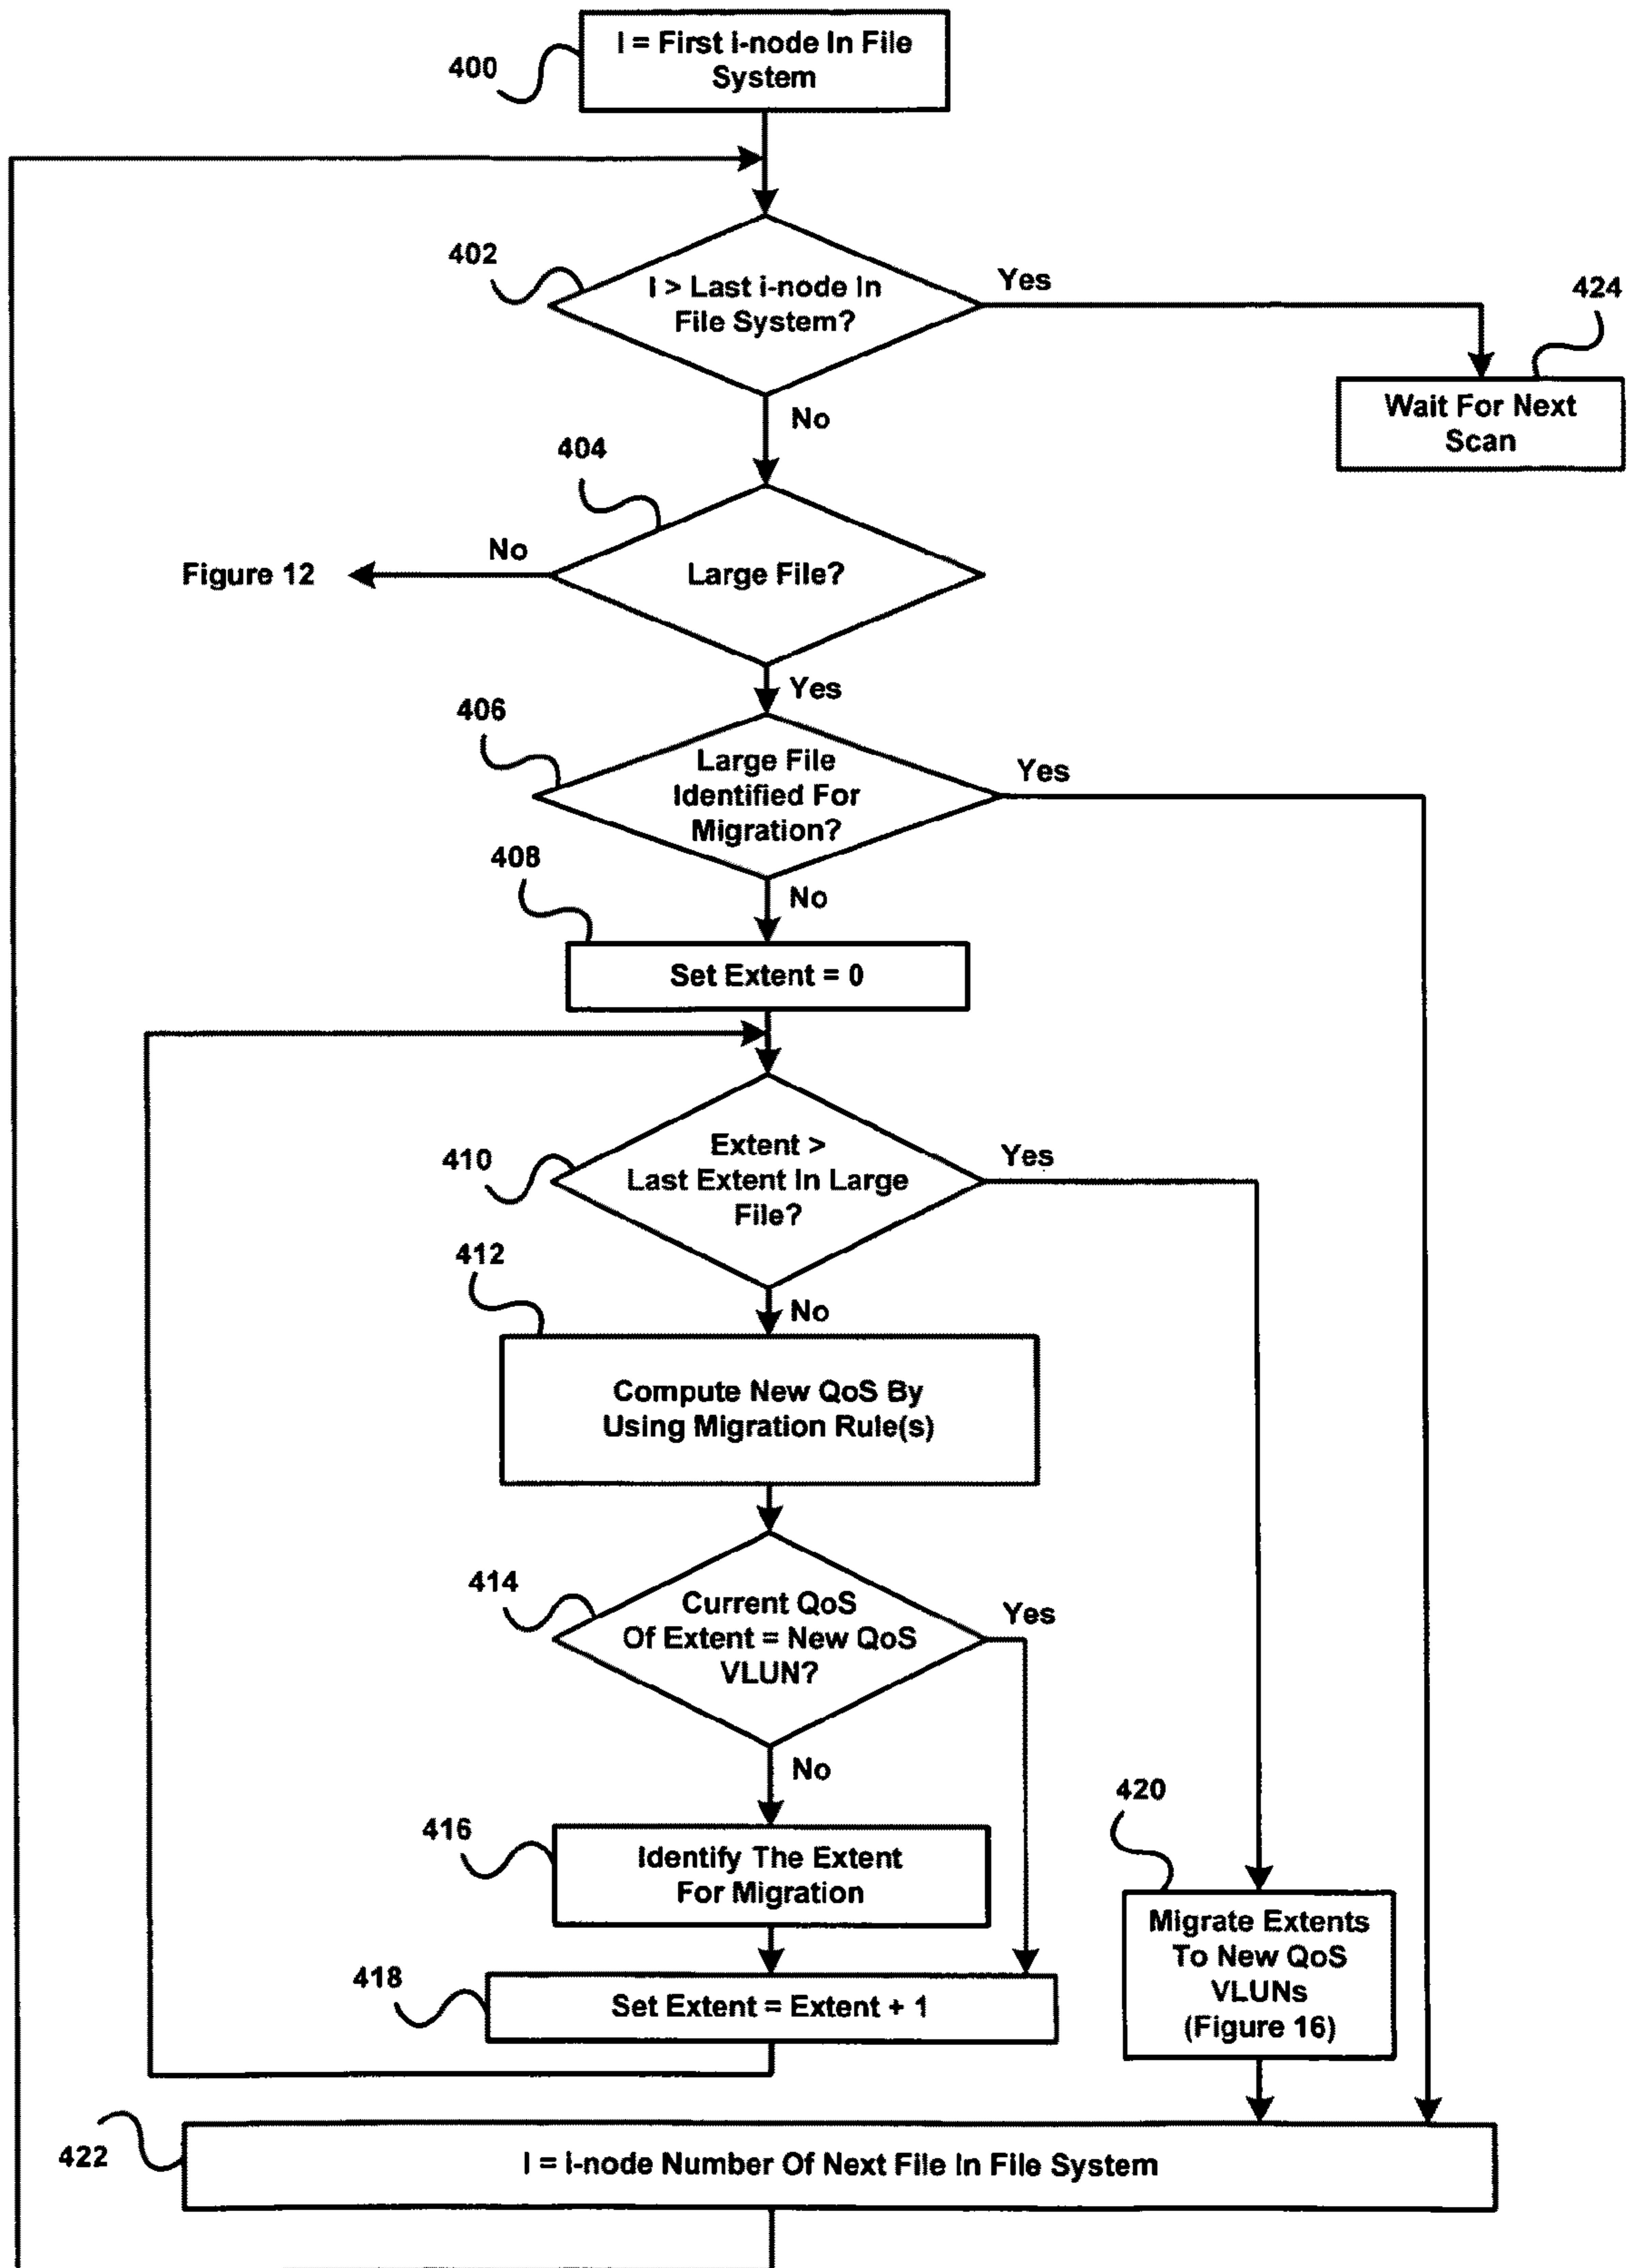 I = First i-node In File
System
400
402
I > Last i-node In
File System?
Yes
424
Wait For Next
Scan
No
404
No
Figure 12
Large File?
Yes
406
Large File
Identified For
Migration?
Yes
408
No
Set Extent = 0
410
Extent >
Last Extent In Large
File?
Yes
412
No
Compute New QoS By
Using Migration Rule(s)
414
Current QoS
Of Extent = New QoS
VLUN?
Yes
No
420
416
Identify The Extent
For Migration
Migrate Extents
To New QoS
VLUNs
(Figure 16)
418
Set Extent = Extent + 1
422
I = i-node Number Of Next File In File System